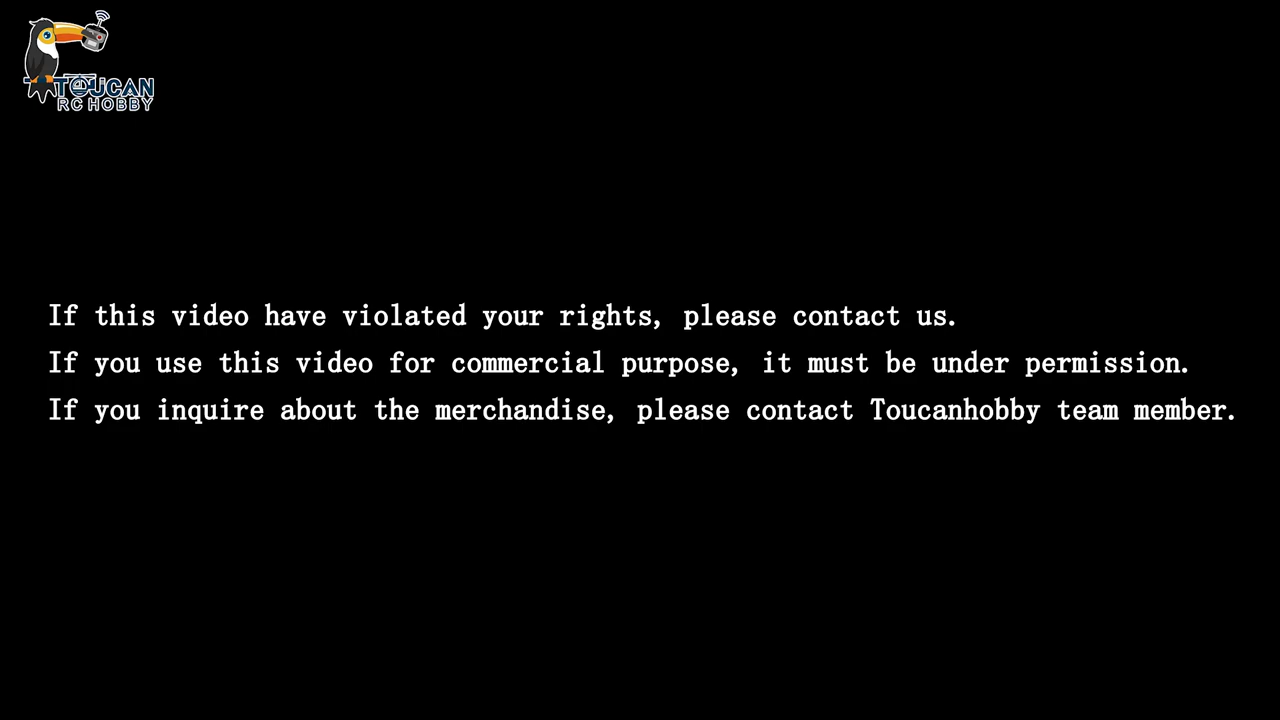 TOUCAN
RC HOBBY
If this video have violated your rights, please contact us.
If you use this video for commercial purpose, it must be under permission.
If you inquire about the merchandise, please contact Toucanhobby team member.